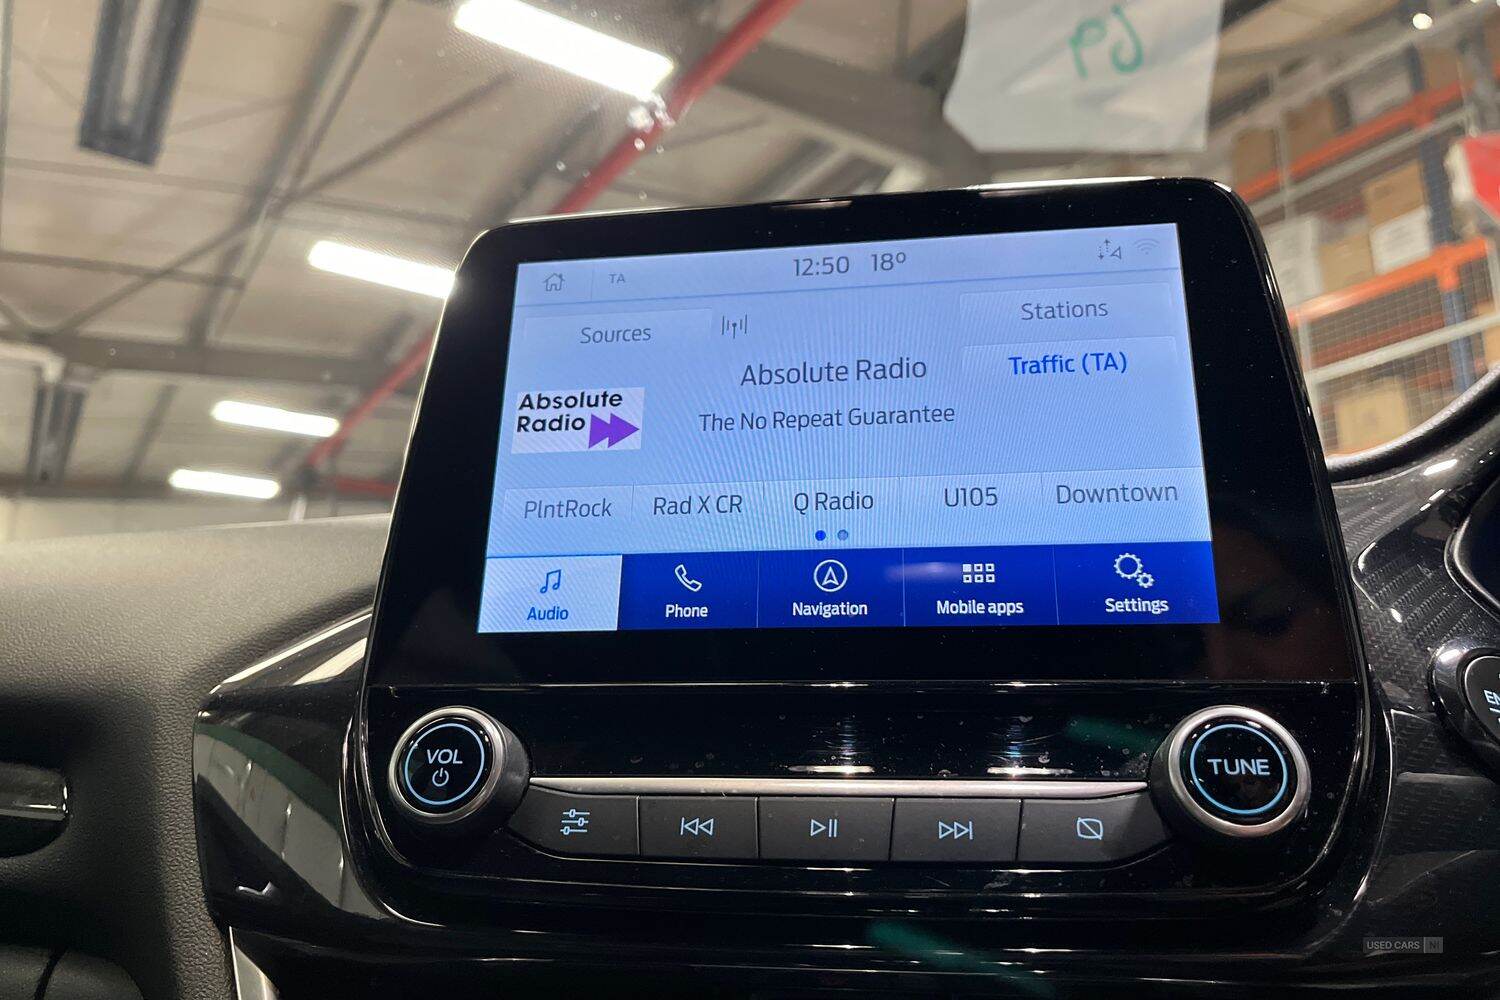 TA
12:50 18°
Sources
Stations
Absolute Radio
Traffic (TA)
Absolute
Radio
The No Repeat Guarantee
PlntRock
Rad X CR
Q Radio
U105
Downtown
Audio
Phone
Navigation
Mobile apps
Settings
VOL
TUNE
USED CARS NI